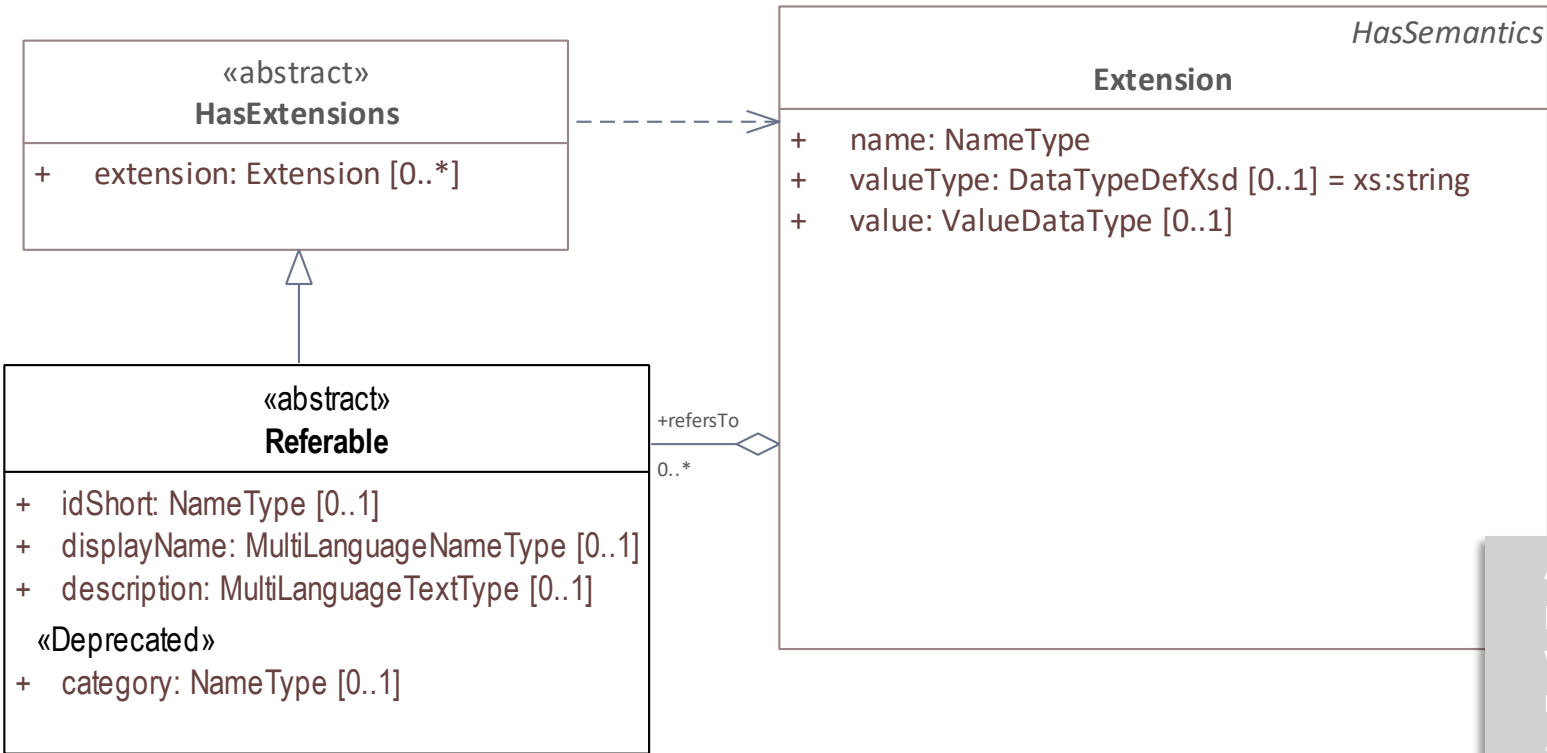 «abstract»
HasExtensions
+ extension: Extension [0..*]
HasSemantics
Extension
+ name: NameType
+ valueType: DataTypeDefXsd [0..1] = xs:string
+ value: ValueDataType [0..1]
«abstract»
Referable
+ idShort: NameType [0..1]
+ displayName: MultiLanguageNameType [0..1]
+ description: MultiLanguageTextType [0..1]
«Deprecated»
+ category: NameType [0..1]
+refersTo
0..*